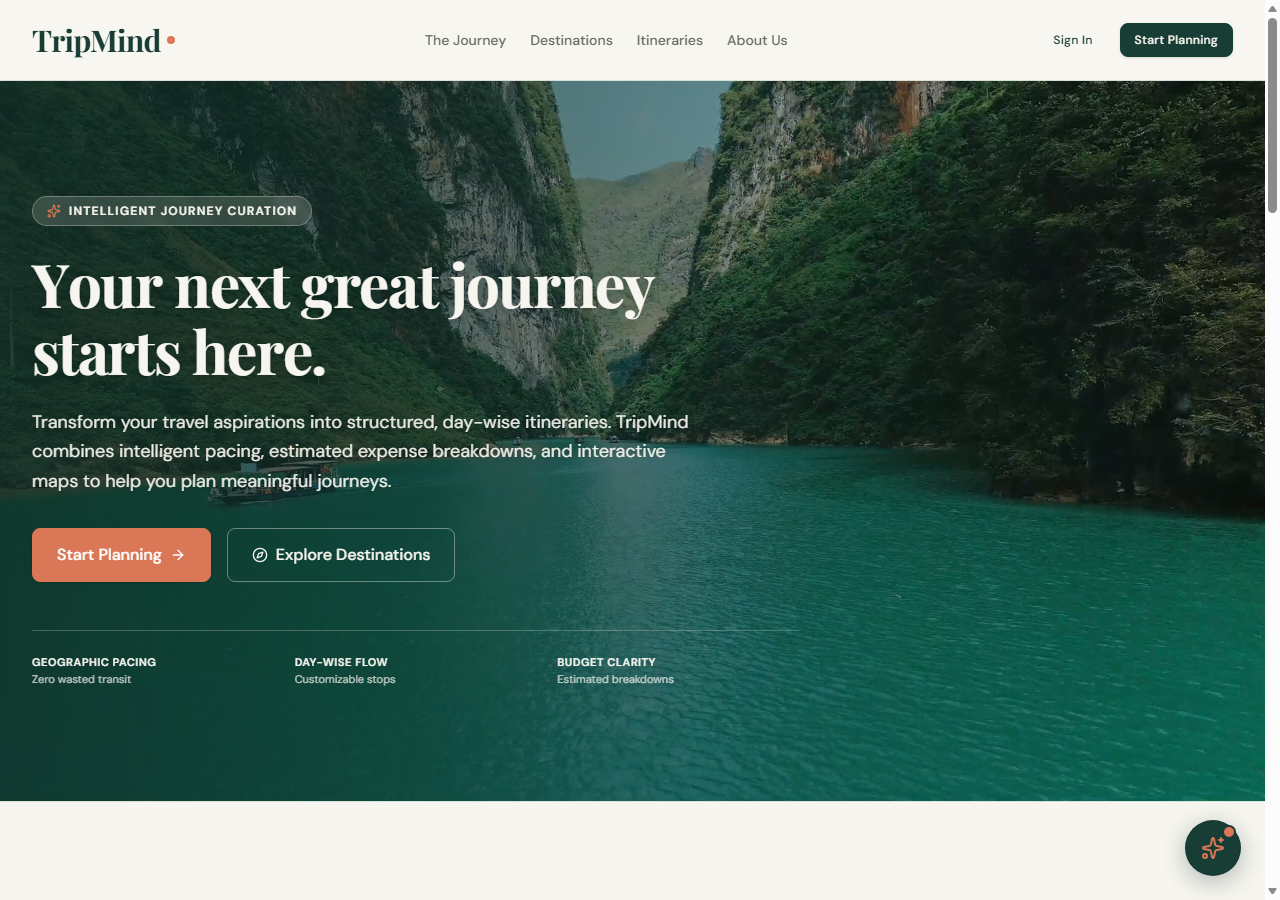 TripMind
The Journey
Destinations
Itineraries
About Us
Sign In
Start Planning
INTELLIGENT JOURNEY CURATION
Your next great journey
starts here.
Transform your travel aspirations into structured, day-wise itineraries. TripMind
combines intelligent pacing, estimated expense breakdowns, and interactive
maps to help you plan meaningful journeys.
Start Planning →
Explore Destinations
GEOGRAPHIC PACING
Zero wasted transit
DAY-WISE FLOW
Customizable stops
BUDGET CLARITY
Estimated breakdowns